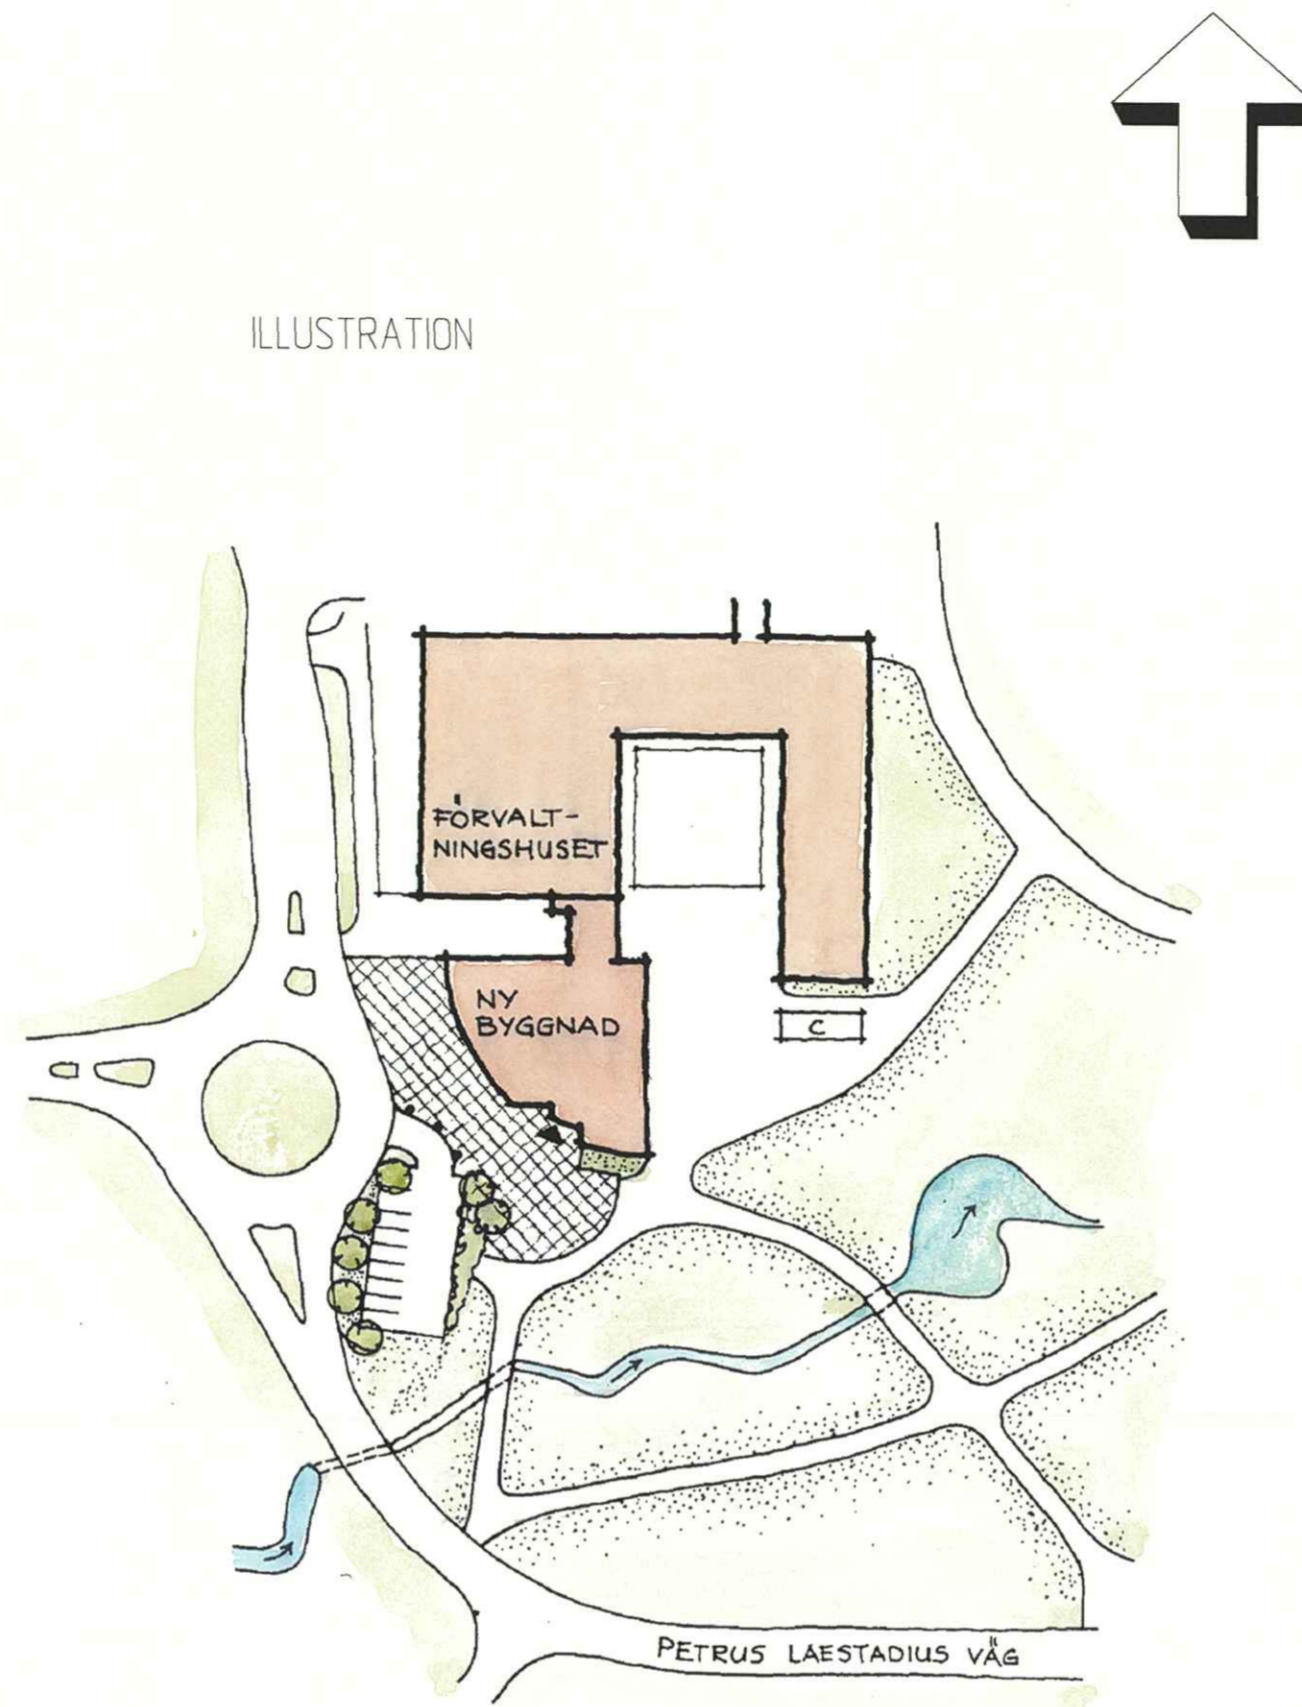 ILLUSTRATION
FÖRVALT-
NINGSHUSET
NY
BYGGNAD
C
PETRUS LAESTADIUS VÄG